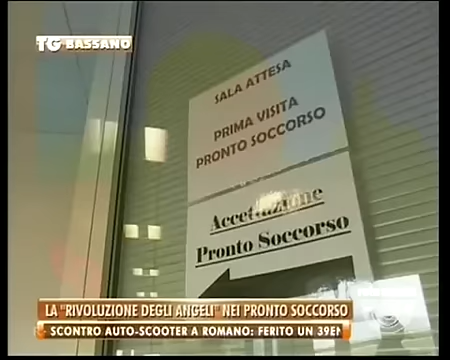 TG BASSANO
SALA ATTESA
PRIMA VISITA
PRONTO SOCCORSO
Accettazione
Pronto Soccorso
LA "RIVOLUZIONE DEGLI ANGELI" NEI PRONTO SOCCORSO
SCONTRO AUTO-SCOOTER A ROMANO: FERITO UN 39EN